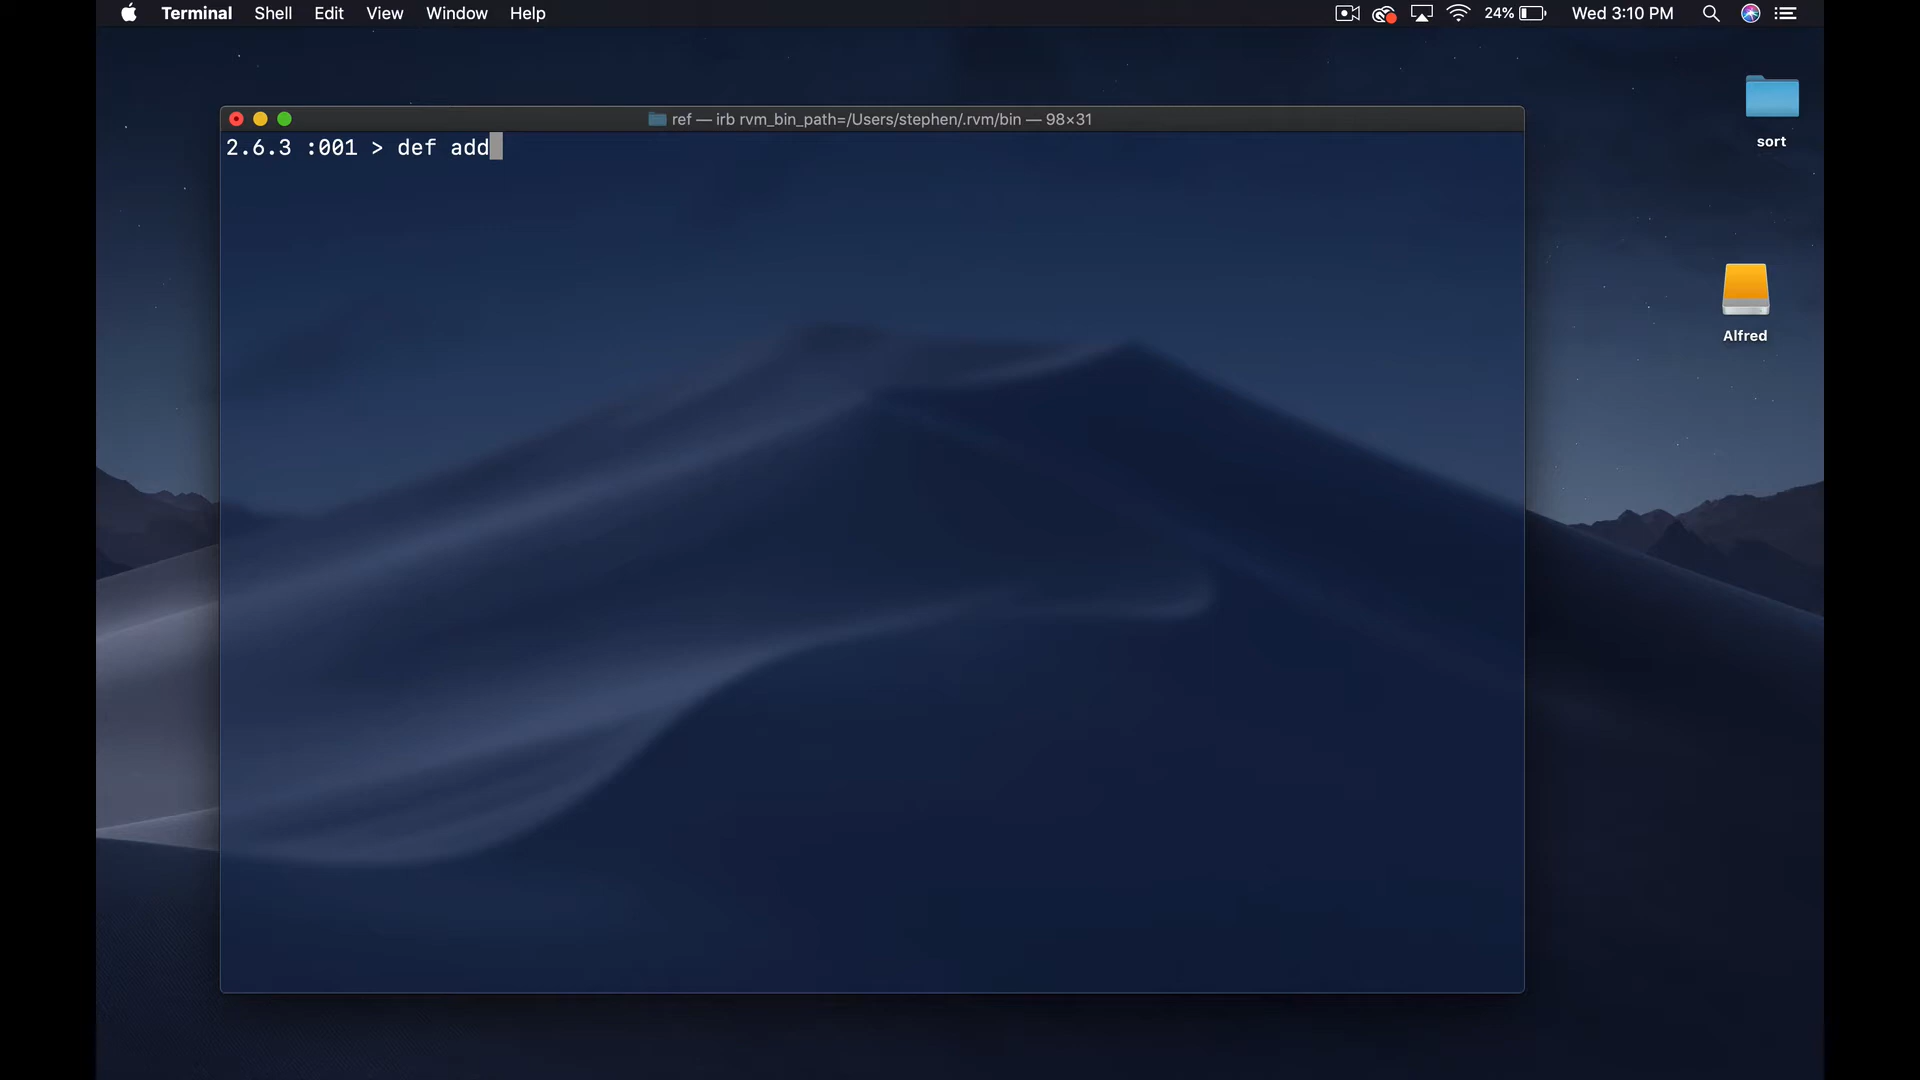 Terminal Shell Edit View Window Help 24% Wed 3:10 PM
ref — irb rvm_bin_path=/Users/stephen/.rvm/bin — 98×31
2.6.3 :001 > def add
sort
Alfred